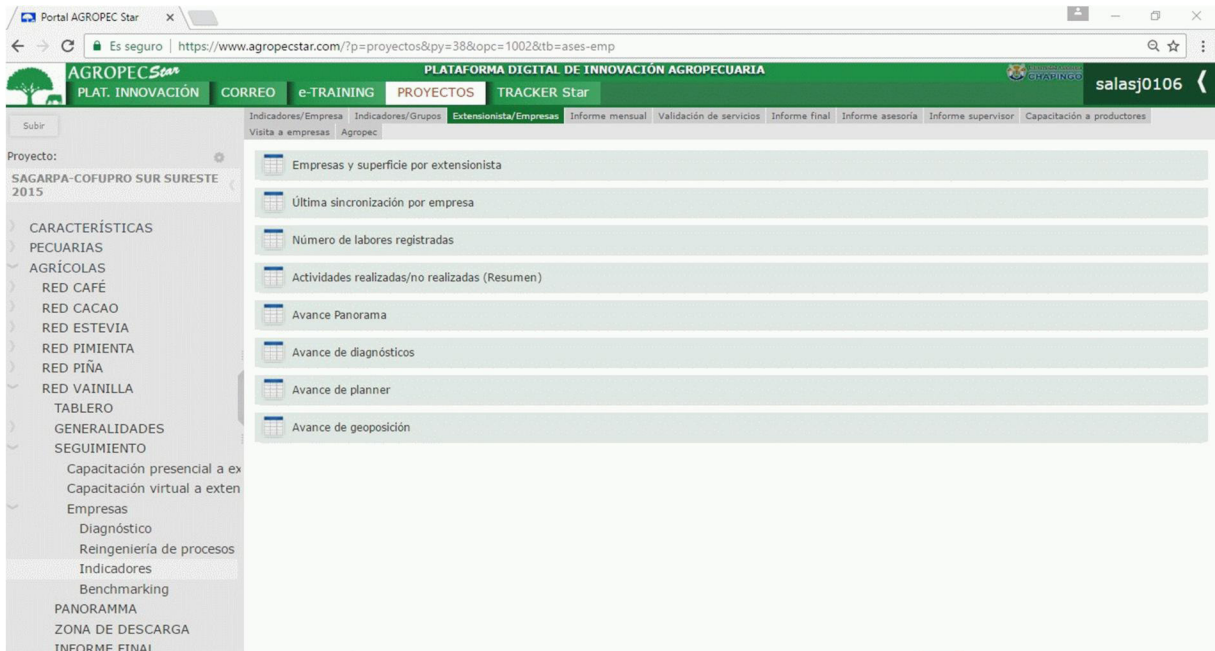 Portal AGROPEC Star
Es seguro | https://www.agropecstar.com/?p=proyectos&py=38&opc=1002&tb=ases-emp
AGROPECStar
PLATAFORMA DIGITAL DE INNOVACIÓN AGROPECUARIA
CHAPINGO
salasj0106
PLAT. INNOVACIÓN CORREO e-TRAINING PROYECTOS TRACKER Star
Indicadores/Empresa Indicadores/Grupos Extensionista/Empresas Informe mensual Validación de servicios Informe final Informe asesoría Informe supervisor Capacitación a productores
Visita a empresas Agropec
Subir
Proyecto:
SAGARPA-COFUPRO SUR SURESTE
2015
CARACTERÍSTICAS
PECUARIAS
AGRÍCOLAS
RED CAFÉ
RED CACAO
RED ESTEVIA
RED PIMIENTA
RED PIÑA
RED VAINILLA
TABLERO
GENERALIDADES
SEGUIMIENTO
Capacitación presencial a ex
Capacitación virtual a exten
Empresas
Diagnóstico
Reingeniería de procesos
Indicadores
Benchmarking
PANORAMMA
ZONA DE DESCARGA
INFORME FINAL
Empresas y superficie por extensionista
Última sincronización por empresa
Número de labores registradas
Actividades realizadas/no realizadas (Resumen)
Avance Panorama
Avance de diagnósticos
Avance de planner
Avance de geoposición